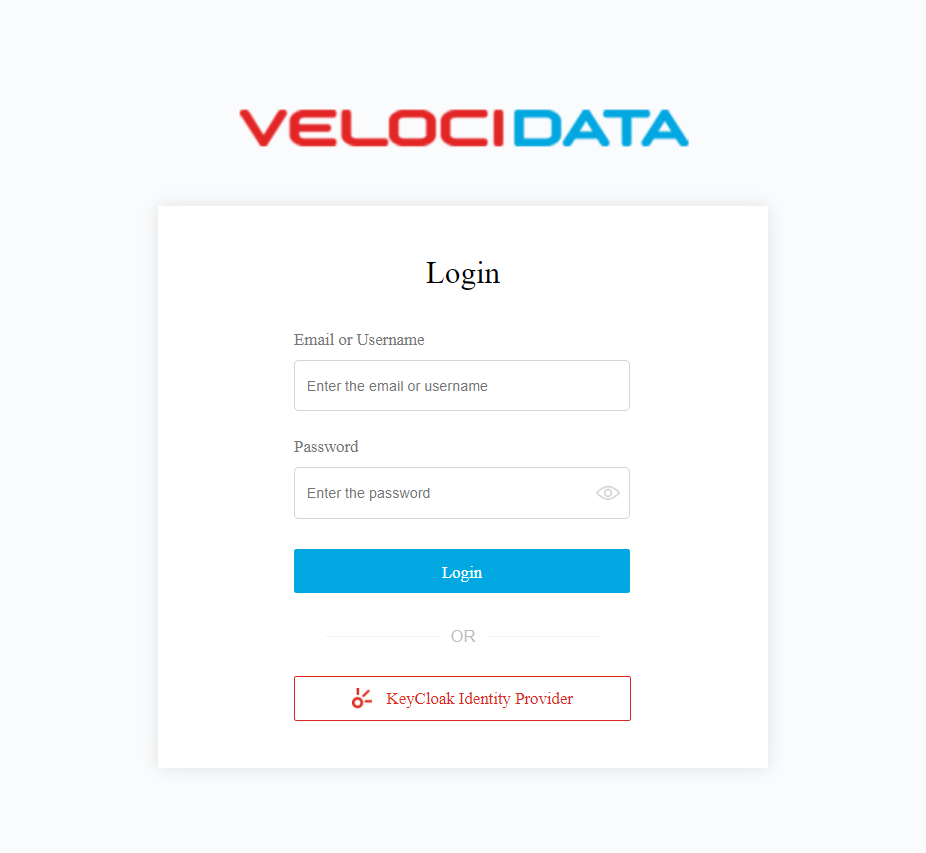 VELOCIDATA
Login
Email or Username
Enter the email or username
Password
Enter the password
Login
OR
KeyCloak Identity Provider